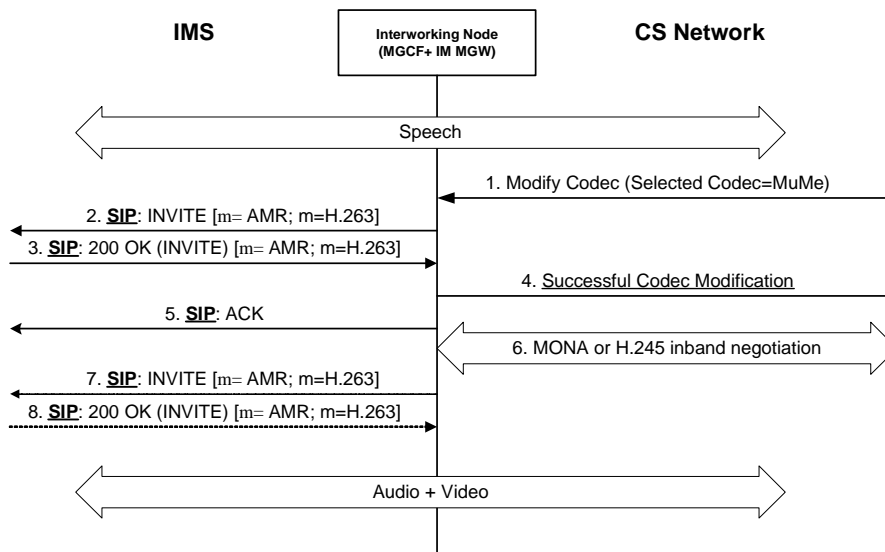 IMS
Interworking Node
(MGCF+ IM MGW)
CS Network
Speech
1. Modify Codec (Selected Codec=MuMe)
2. SIP: INVITE [m= AMR; m=H.263]
3. SIP: 200 OK (INVITE) [m= AMR; m=H.263]
4. Successful Codec Modification
5. SIP: ACK
6. MONA or H.245 inband negotiation
7. SIP: INVITE [m= AMR; m=H.263]
8. SIP: 200 OK (INVITE) [m= AMR; m=H.263]
Audio + Video